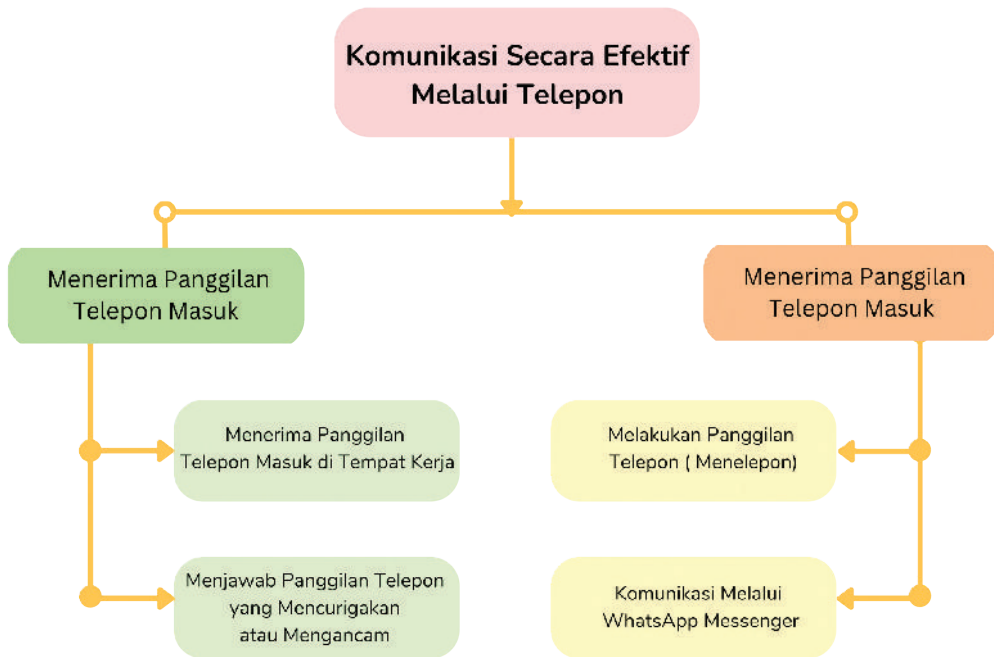 Komunikasi Secara Efektif
Melalui Telepon
Menerima Panggilan
Telepon Masuk
Menerima Panggilan
Telepon Masuk di Tempat Kerja
Menjawab Panggilan Telepon
yang Mencurigakan
atau Mengancam
Menerima Panggilan
Telepon Masuk
Melakukan Panggilan
Telepon ( Menelepon)
Komunikasi Melalui
WhatsApp Messenger